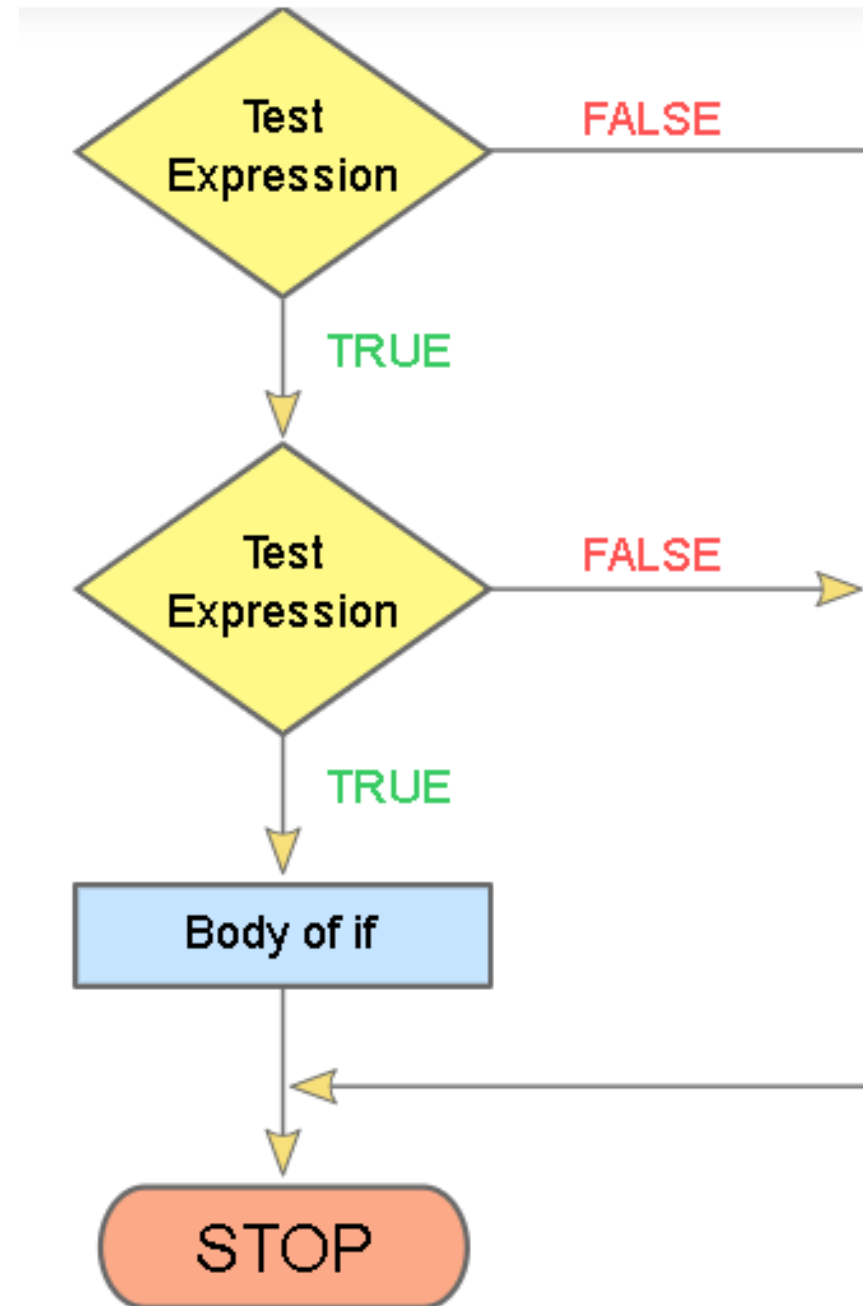 Test
Expression
FALSE
TRUE
Test
Expression
FALSE
TRUE
Body of if
STOP